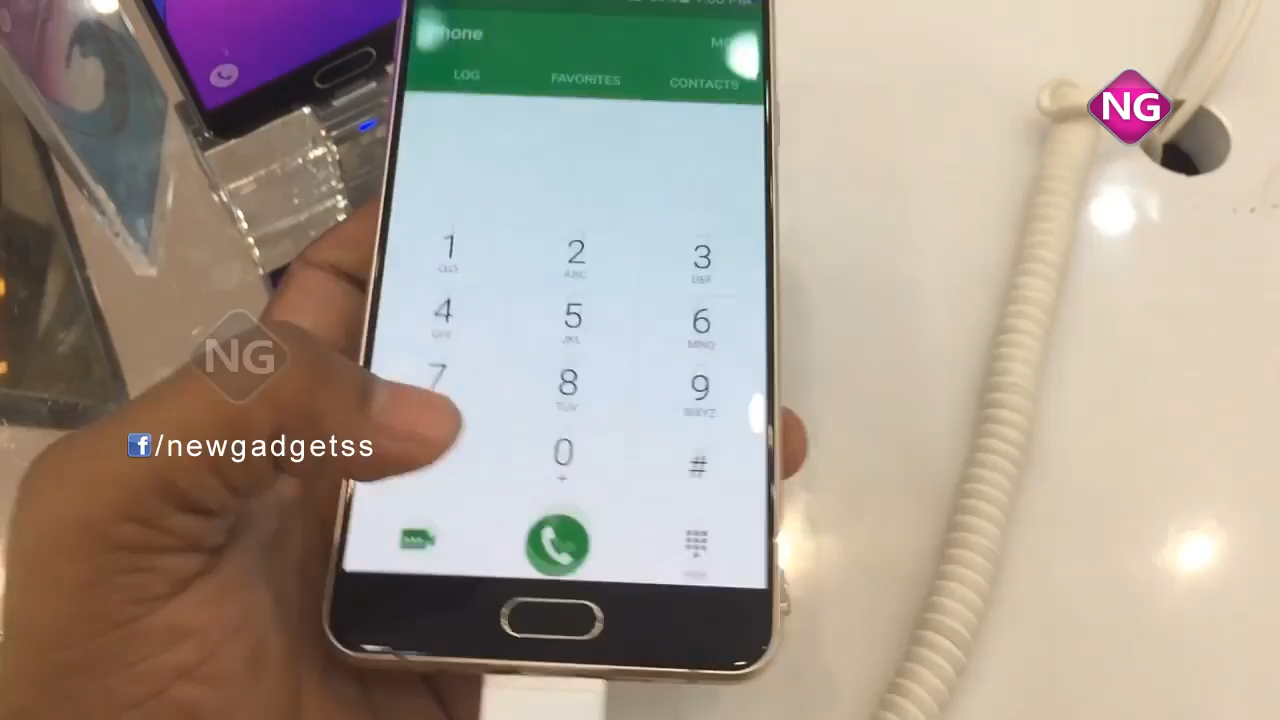 NG
LOG FAVORITES CONTACTS
1 2 3
ABC DEF
4 5 6
JKL MNO
7 8 9
TUV WXYZ
0 #
+
NG
/newgadgetss